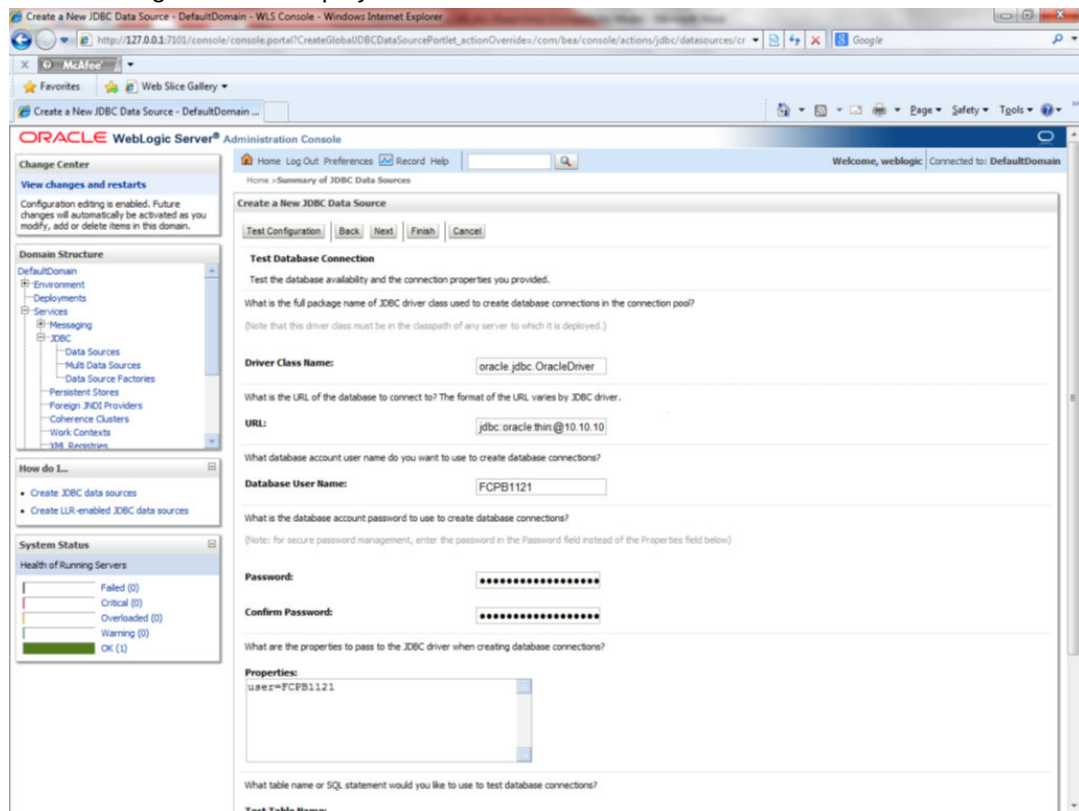 Create a New JDBC Data Source - DefaultDomain - WLS Console - Windows Internet Explorer
http://127.0.0.1:7101/console/console.portal?CreateGlobalJDBCDataSourcePortlet_actionOverride=/com/bea/console/actions/jdbc/datasources/cr
Google
X McAfee
Favorites Web Slice Gallery
Create a New JDBC Data Source - DefaultDomain ...
Page Safety Tools
ORACLE WebLogic Server® Administration Console
Change Center
View changes and restarts
Configuration editing is enabled. Future
changes will automatically be activated as you
modify, add or delete items in this domain.
Domain Structure
DefaultDomain
Environment
Deployments
Services
Messaging
JDBC
Data Sources
Multi Data Sources
Data Source Factories
Persistent Stores
Foreign JNDI Providers
Coherence Clusters
Work Contexts
XML Registries
How do I...
Create JDBC data sources
Create LLR-enabled JDBC data sources
System Status
Health of Running Servers
Failed (0)
Critical (0)
Overloaded (0)
Warning (0)
OK (1)
Home Log Out Preferences Record Help
Welcome, weblogic Connected to: DefaultDomain
Home >Summary of JDBC Data Sources
Create a New JDBC Data Source
Test Configuration Back Next Finish Cancel
Test Database Connection
Test the database availability and the connection properties you provided.
What is the full package name of JDBC driver class used to create database connections in the connection pool?
(Note that this driver class must be in the classpath of any server to which it is deployed.)
Driver Class Name: oracle.jdbc.OracleDriver
What is the URL of the database to connect to? The format of the URL varies by JDBC driver.
URL: jdbc:oracle:thin:@10.10.10
What database account user name do you want to use to create database connections?
Database User Name: FCPB1121
What is the database account password to use to create database connections?
(Note: for secure password management, enter the password in the Password field instead of the Properties field below)
Password: ••••••••••••••••••
Confirm Password: ••••••••••••••••••
What are the properties to pass to the JDBC driver when creating database connections?
Properties:
user=FCPB1121
What table name or SQL statement would you like to use to test database connections?
Test Table Name: